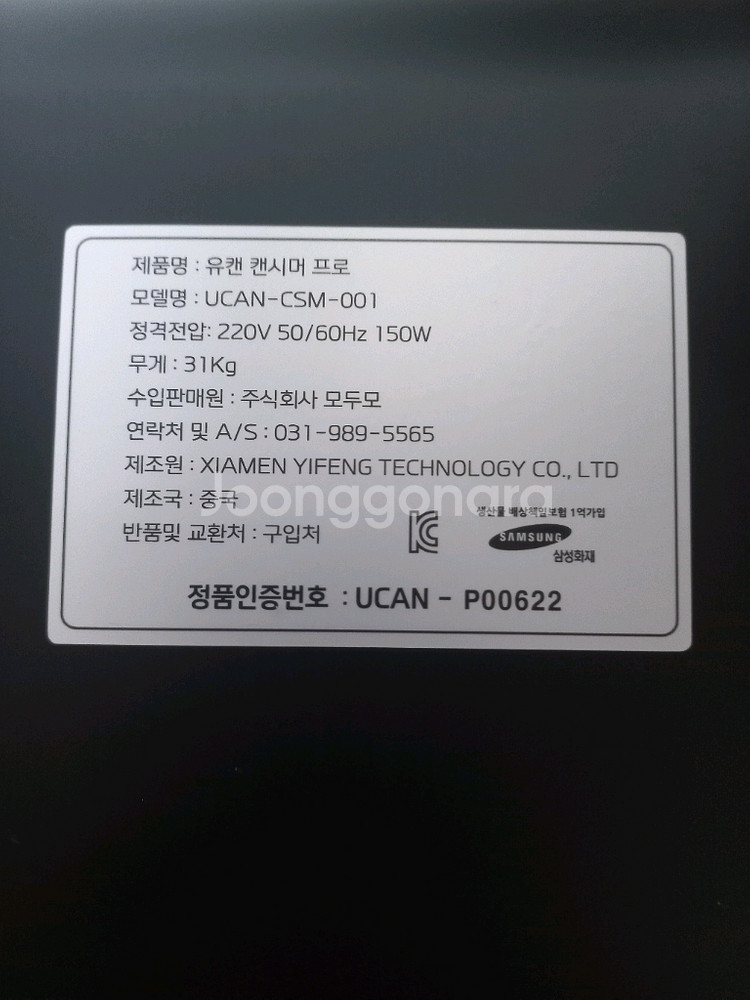 제품명 : 유캔 캔시머 프로
모델명 : UCAN-CSM-001
정격전압: 220V 50/60Hz 150W
무게 : 31Kg
수입판매원 : 주식회사 모두모
연락처 및 A/S : 031-989-5565
제조원 : XIAMEN YIFENG TECHNOLOGY CO., LTD
제조국 : 중국
Joonggonara
생산물 배상책임보험 1억가입
반품및 교환처 : 구입처
SAMSUNG
삼성화재
정품인증번호 : UCAN - P00622